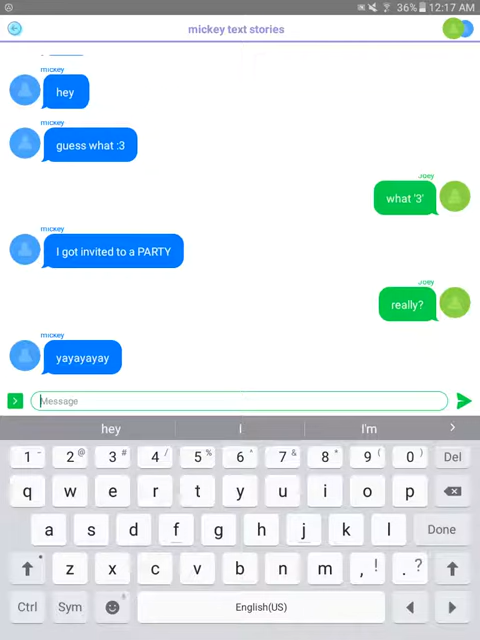 36% 12:17 AM
mickey text stories
mickey
hey
mickey
guess what :3
Joey
what '3'
mickey
I got invited to a PARTY
Joey
really?
mickey
yayayayay
Message
hey I I'm
1 - 2 @ 3 # 4 / 5 % 6 ^ 7 & 8 * 9 ( 0 ) Del
q w e r t y u i o p
a s d f g h j k l Done
z x c v b n m , ! . ?
Ctrl Sym English(US)